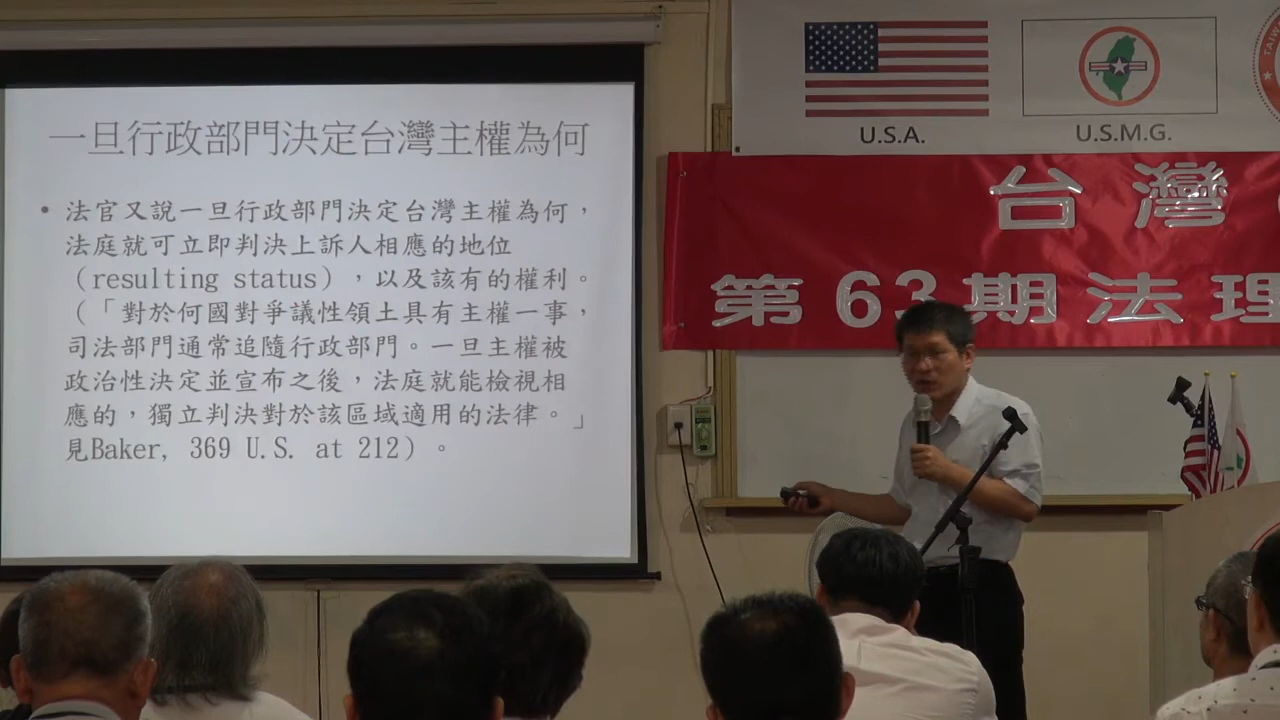 一旦行政部門決定台灣主權為何
• 法官又說一旦行政部門決定台灣主權為何，
法庭就可立即判決上訴人相應的地位
（resulting status），以及該有的權利。
（「對於何國對爭議性領土具有主權一事，
司法部門通常追隨行政部門。一旦主權被
政治性決定並宣布之後，法庭就能檢視相
應的，獨立判決對於該區域適用的法律。」
見Baker, 369 U.S. at 212）。
U.S.A.
U.S.M.G.
台灣
第63期法理